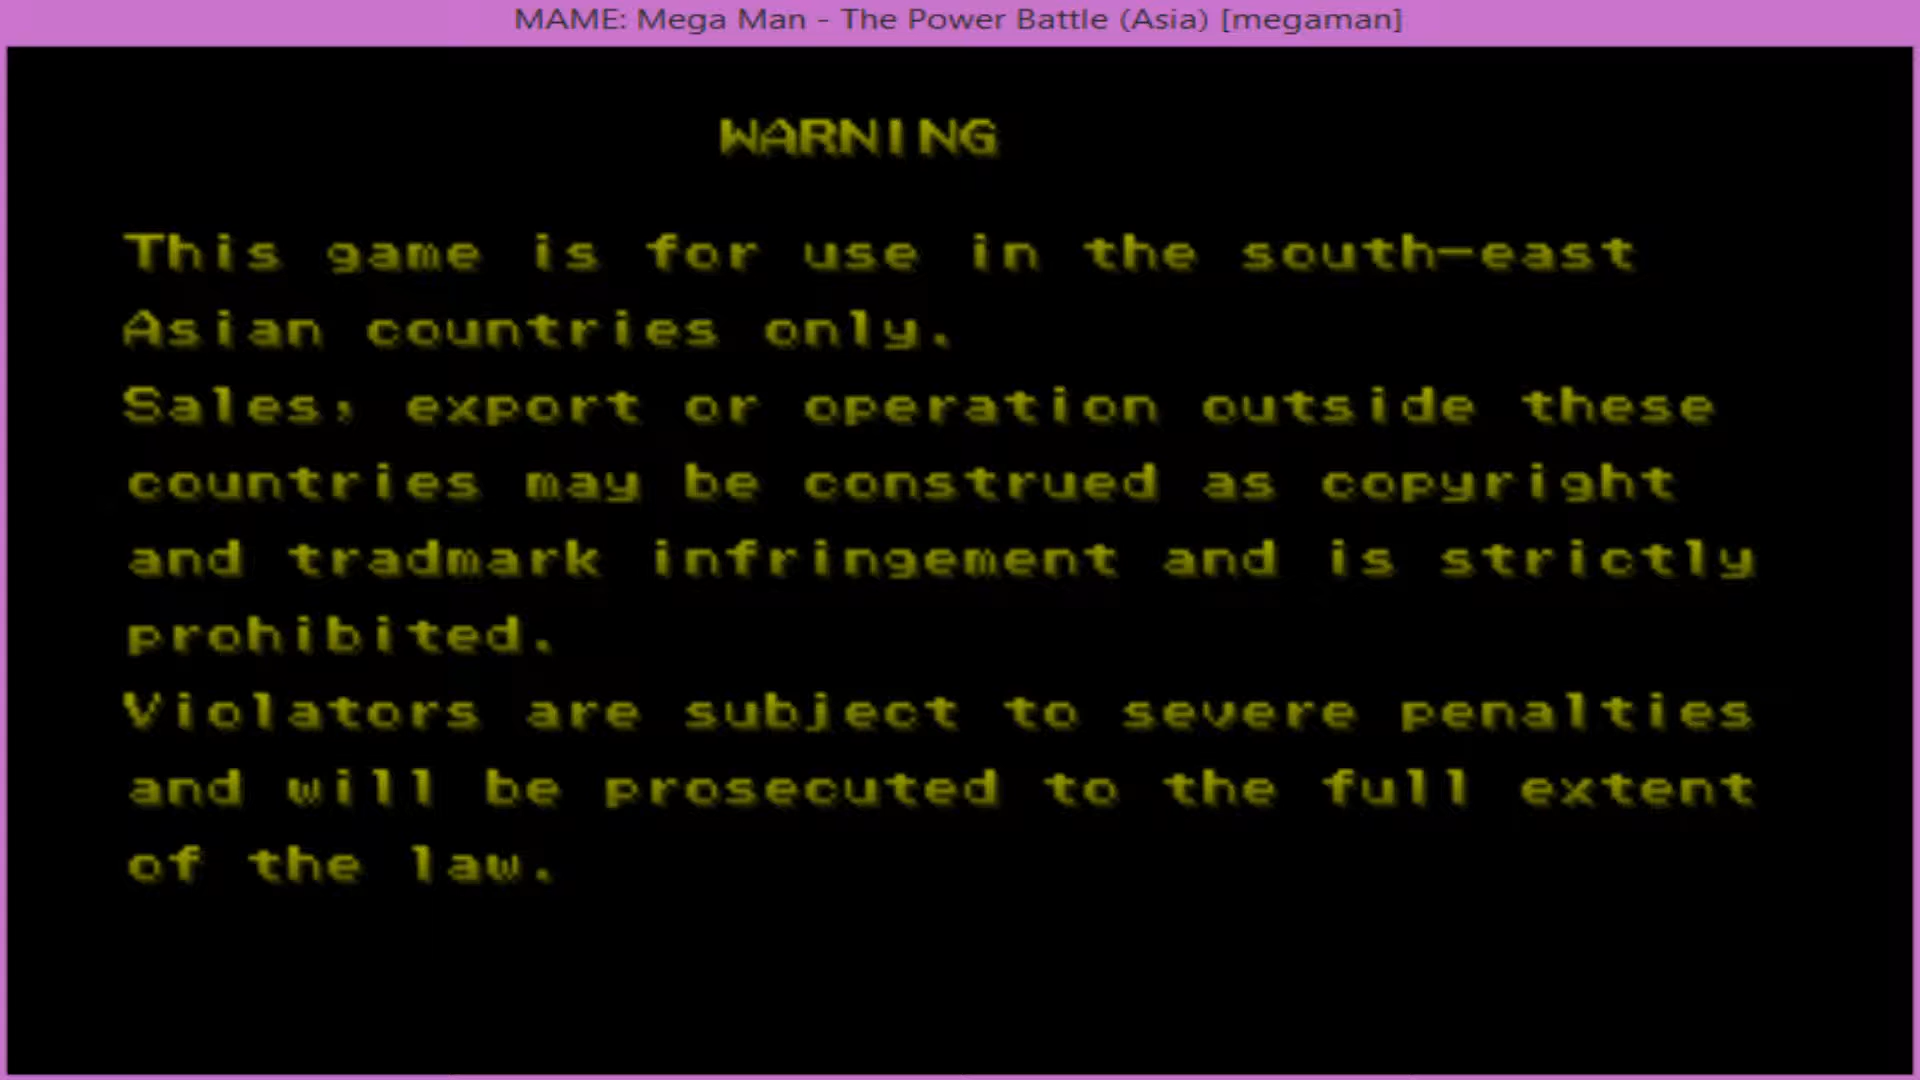 MAME: Mega Man - The Power Battle (Asia) [megaman]
WARNING
This game is for use in the south-east
Asian countries only.
Sales, export or operation outside these
countries may be construed as copyright
and tradmark infringement and is strictly
prohibited.
Violators are subject to severe penalties
and will be prosecuted to the full extent
of the law.